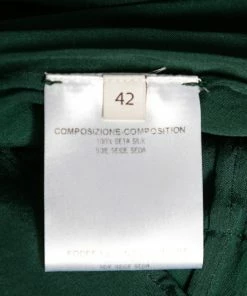 42
COMPOSIZIONE-COMPOSITION
100% SETA SILK
SOIE SEIDE SEDA